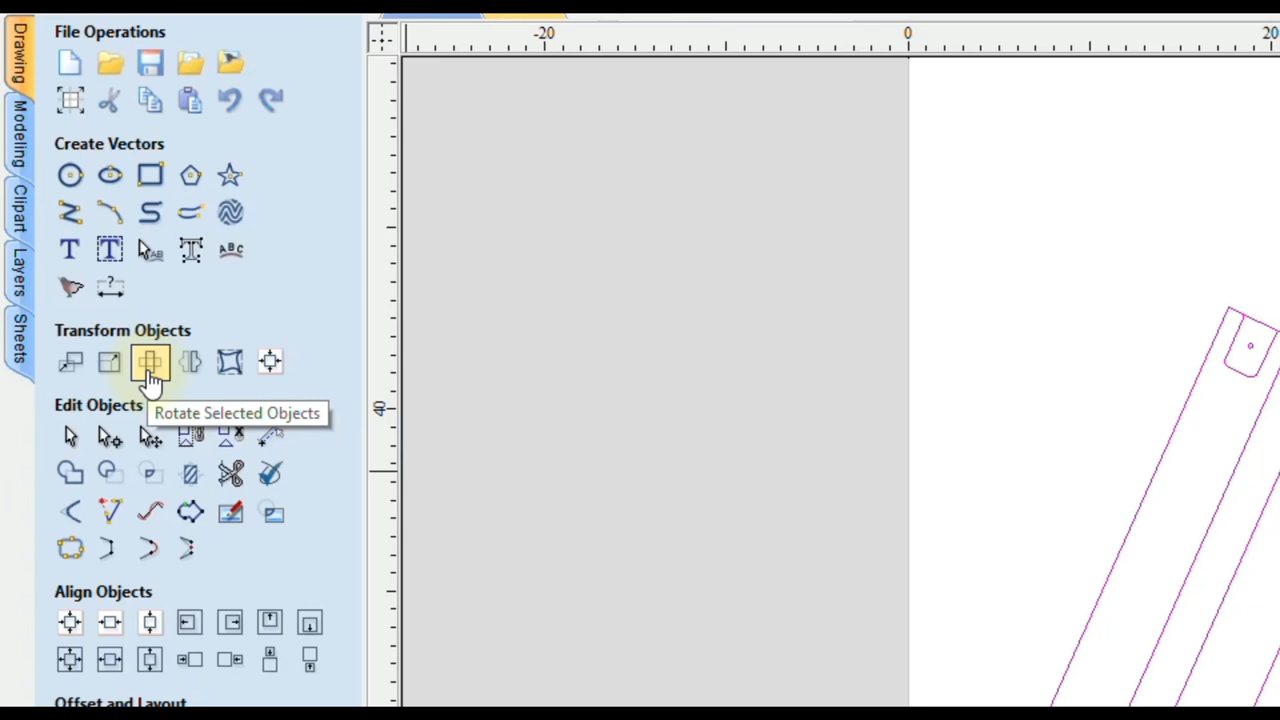 Drawing
Modeling
Clipart
Layers
Sheets
File Operations
Create Vectors
T T AB T ABC
?
Transform Objects
Rotate Selected Objects
Edit Objects
Align Objects
Offset and Layout
-20
0
20
40